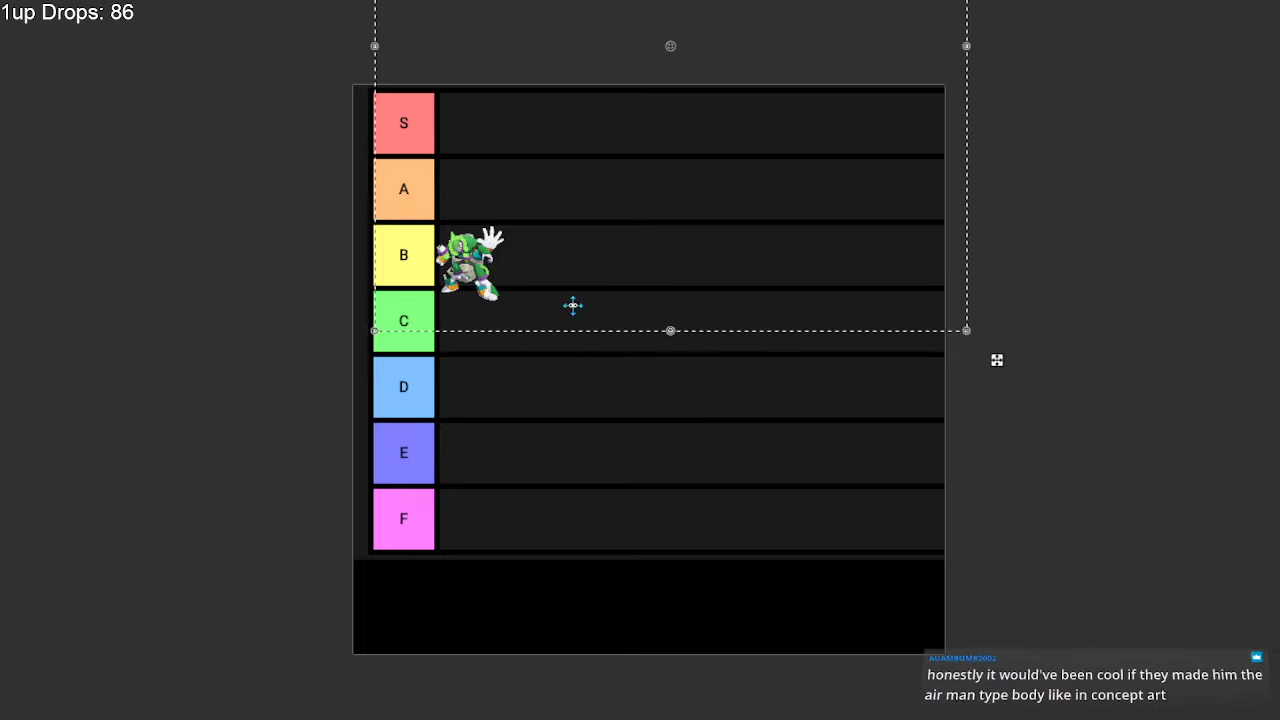 1up Drops: 86
S
A
B
C
D
E
F
ADAMBOMB2002
honestly it would've been cool if they made him the
air man type body like in concept art